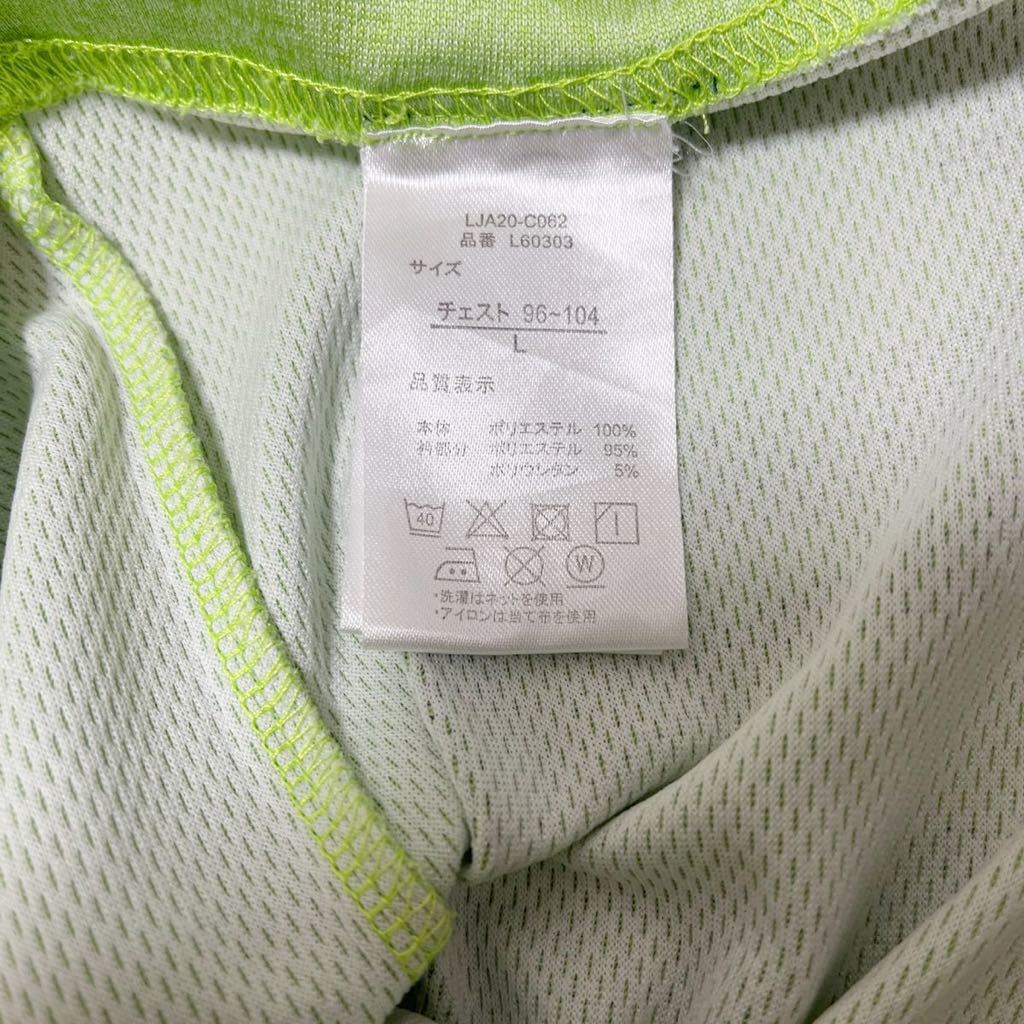 LJA20-C062
品番 L60303
サイズ
チェスト 96~104
L
品質表示
本体 ポリエステル 100%
衿部分 ポリエステル 95%
ポリウレタン 5%
40
W
・洗濯はネットを使用
・アイロンは当て布を使用